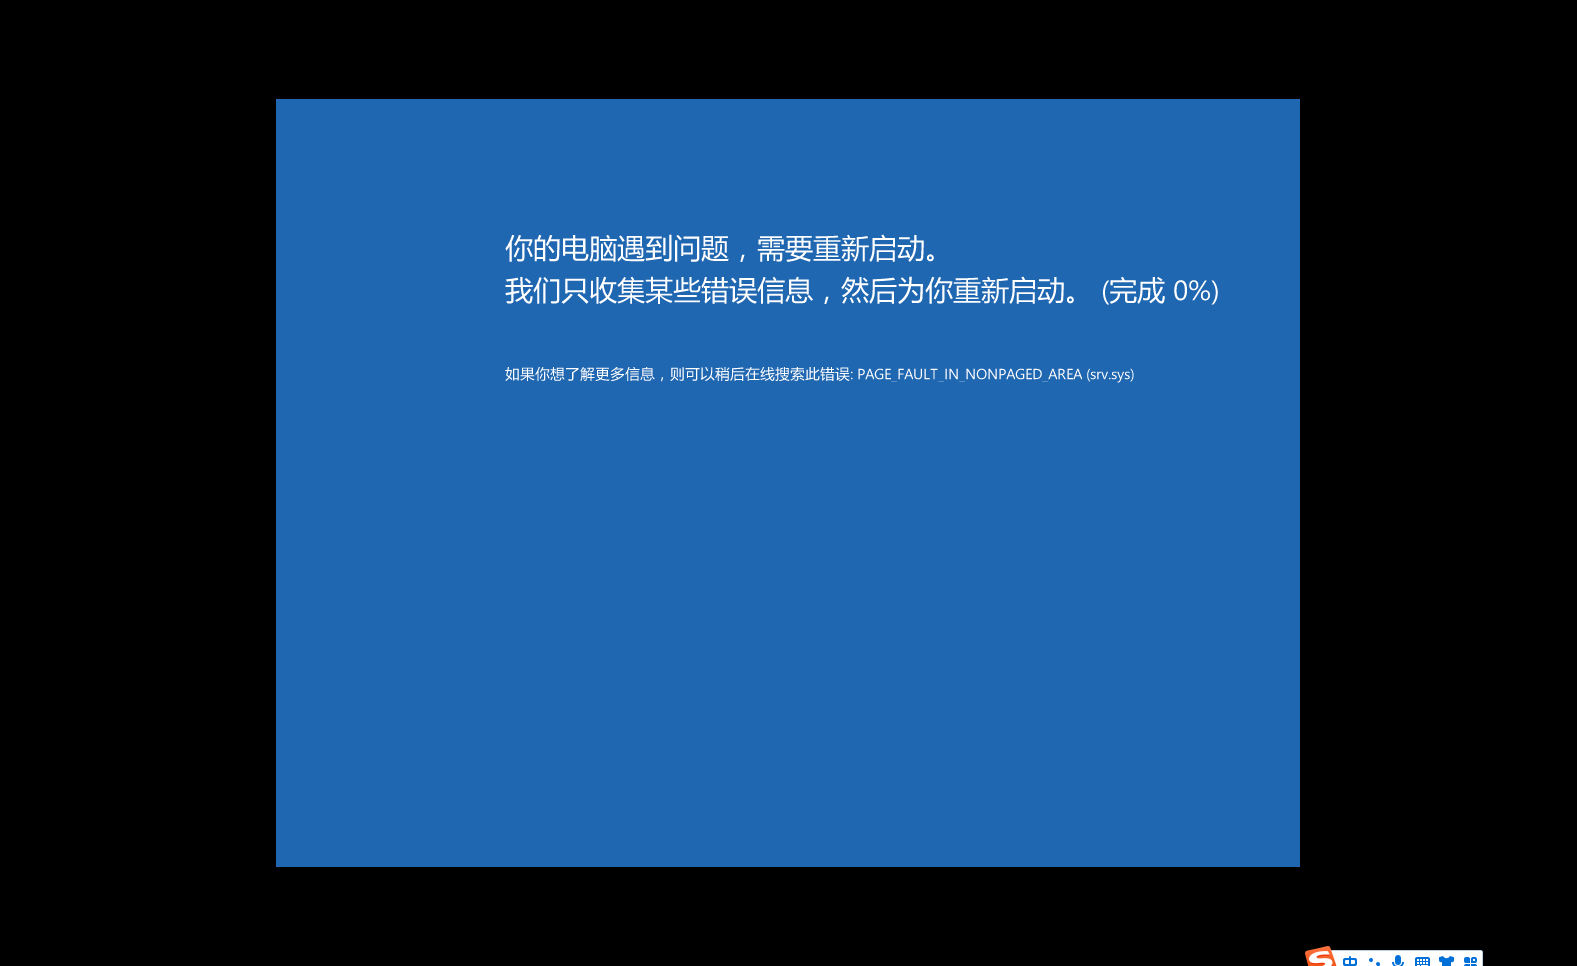 你的电脑遇到问题，需要重新启动。
我们只收集某些错误信息，然后为你重新启动。 (完成 0%)
如果你想了解更多信息，则可以稍后在线搜索此错误: PAGE_FAULT_IN_NONPAGED_AREA (srv.sys)
S 中